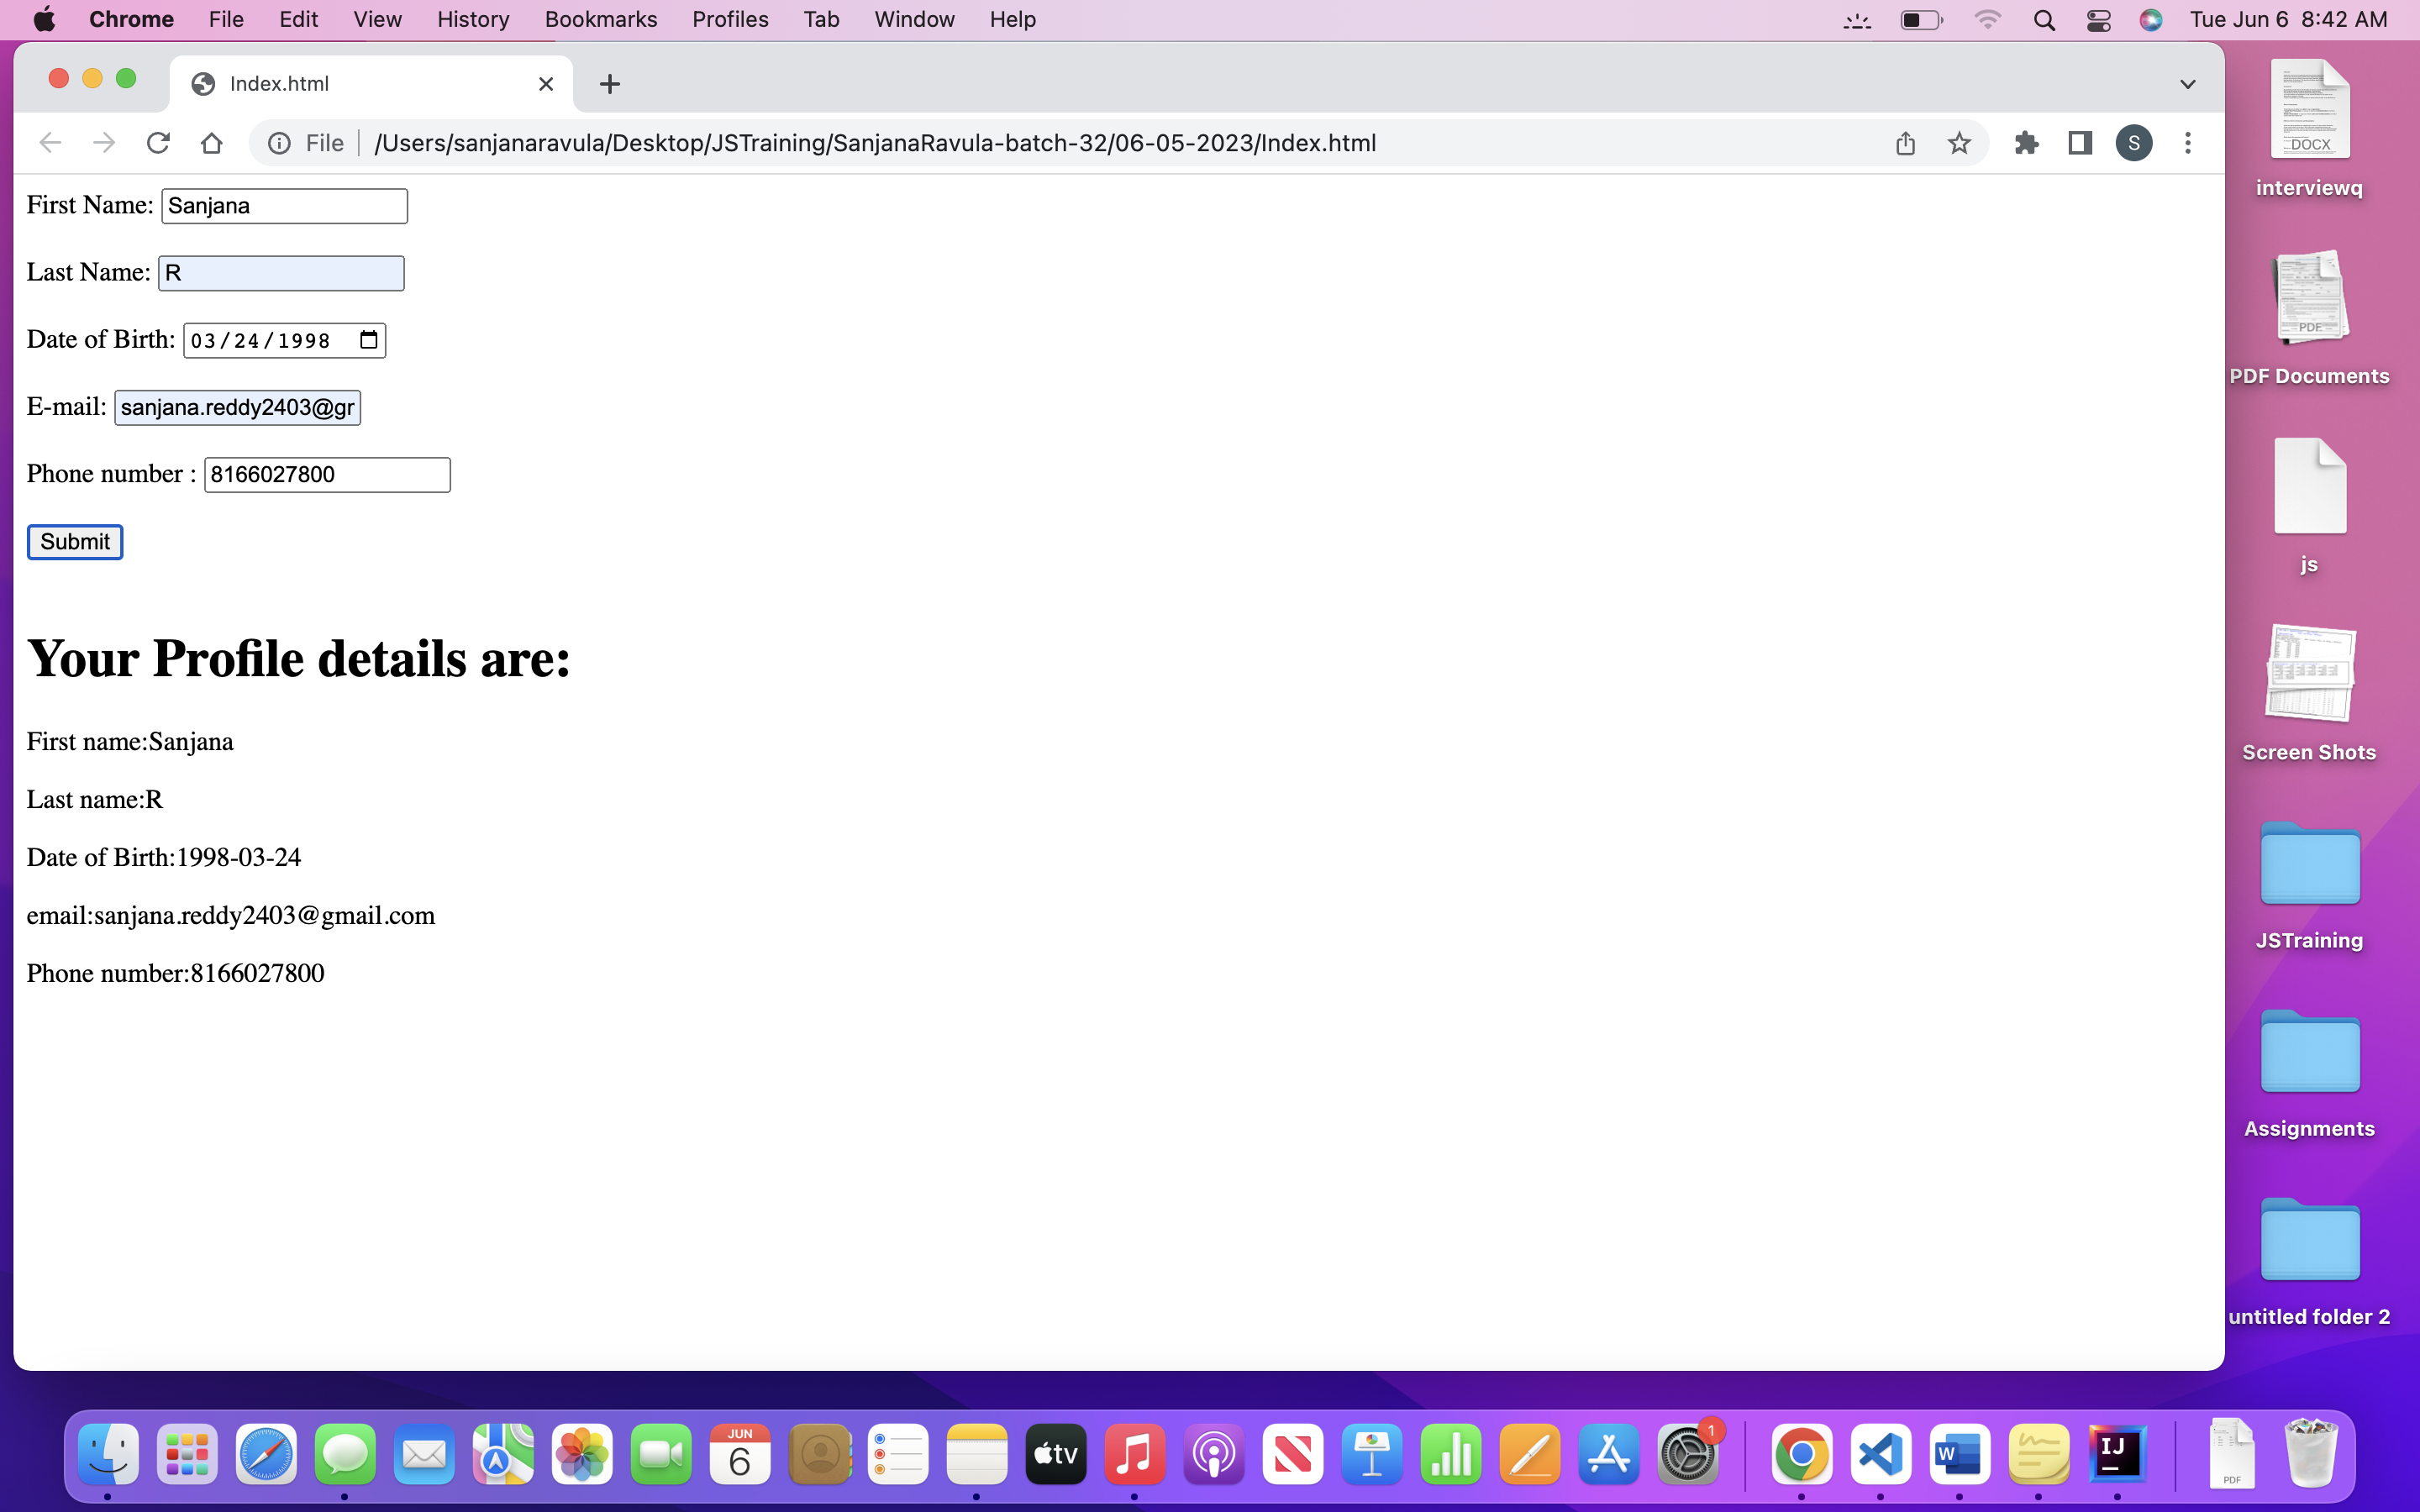 Chrome File Edit View History Bookmarks Profiles Tab Window Help Tue Jun 6 8:42 AM
Index.html
File /Users/sanjanaravula/Desktop/JSTraining/SanjanaRavula-batch-32/06-05-2023/Index.html S
First Name: Sanjana
Last Name: R
Date of Birth: 03/24/1998
E-mail: sanjana.reddy2403@gr
Phone number : 8166027800
Submit
Your Profile details are:
First name:Sanjana
Last name:R
Date of Birth:1998-03-24
email:sanjana.reddy2403@gmail.com
Phone number:8166027800
DOCX
interviewq
PDF
PDF Documents
js
Screen Shots
JSTraining
Assignments
untitled folder 2
JUN
6
tv
1
W
IJ
PDF